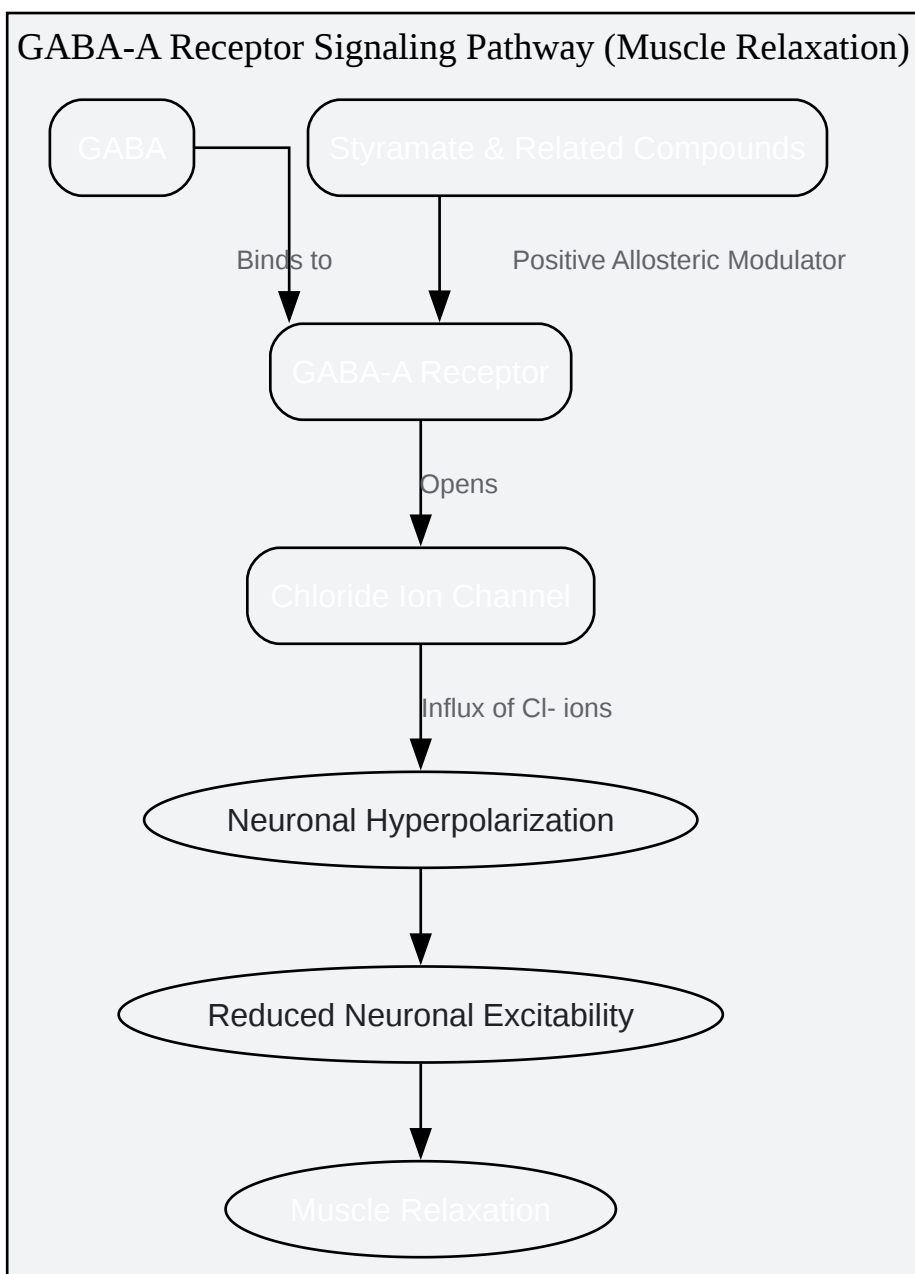 GABA-A Receptor Signaling Pathway (Muscle Relaxation)
GABA
Styramate & Related Compounds
Binds to
Positive Allosteric Modulator
GABA-A Receptor
Opens
Chloride Ion Channel
Influx of Cl- ions
Neuronal Hyperpolarization
Reduced Neuronal Excitability
Muscle Relaxation